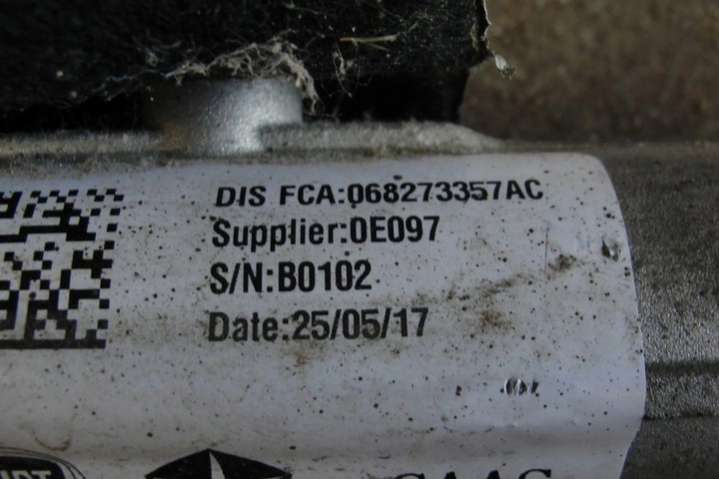 DIS FCA:068273357AC
Supplier:0E097
S/N:B0102
Date:25/05/17